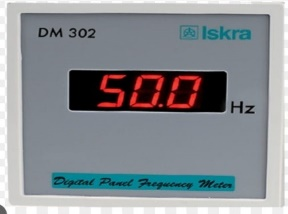 DM 302
Iskra
50.0
Hz
Digital Panel Frequency Meter